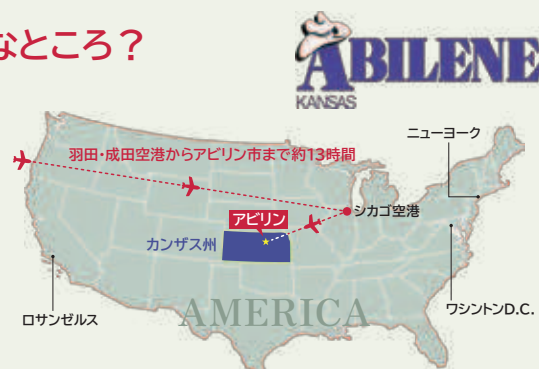 なところ?
ABILENE
KANSAS
ニューヨーク
羽田・成田空港からアビリン市まで約13時間
シカゴ空港
アビリン
カンザス州
ロサンゼルス
AMERICA
ワシントンD.C.